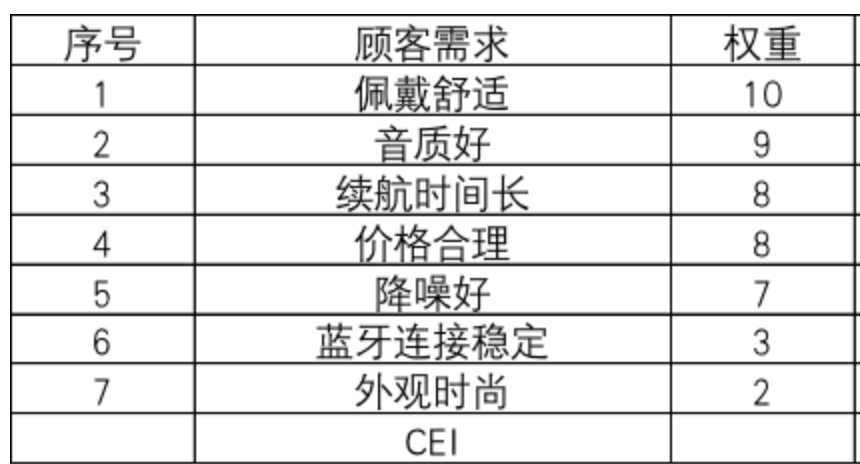 序号 顾客需求 权重
1 佩戴舒适 10
2 音质好 9
3 续航时间长 8
4 价格合理 8
5 降噪好 7
6 蓝牙连接稳定 3
7 外观时尚 2
CEI